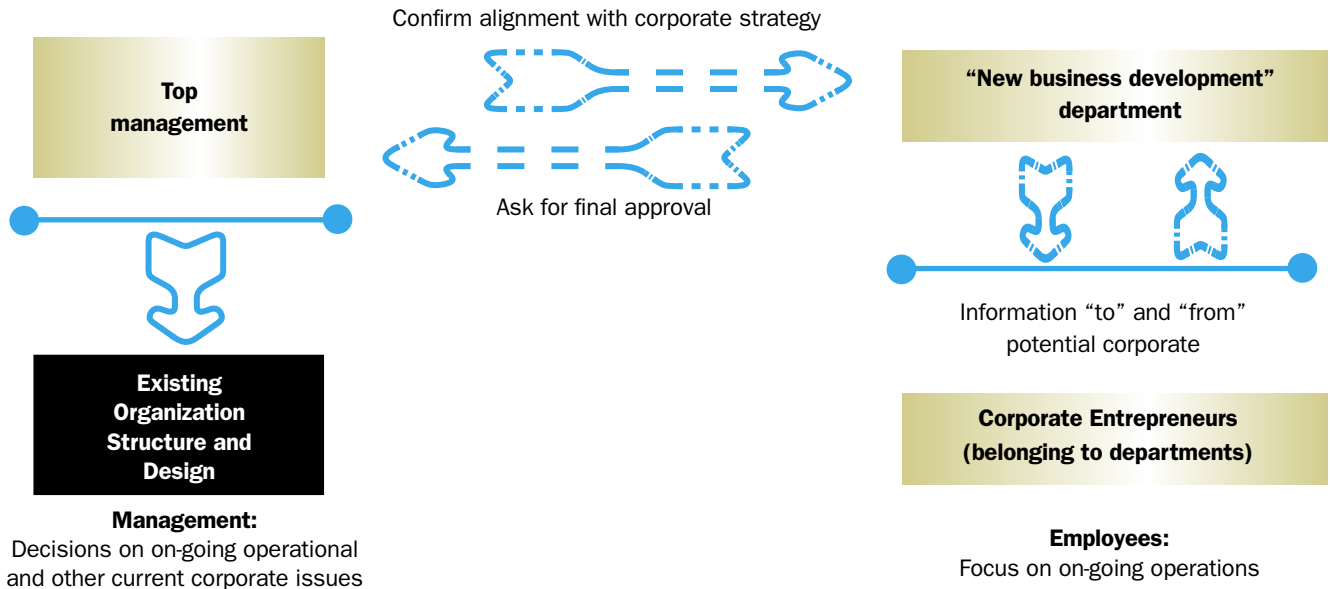 Confirm alignment with corporate strategy
Top
management
“New business development”
department
Ask for final approval
Information “to” and “from”
potential corporate
Existing
Organization
Structure and
Design
Corporate Entrepreneurs
(belonging to departments)
Management:
Decisions on on-going operational
and other current corporate issues
Employees:
Focus on on-going operations